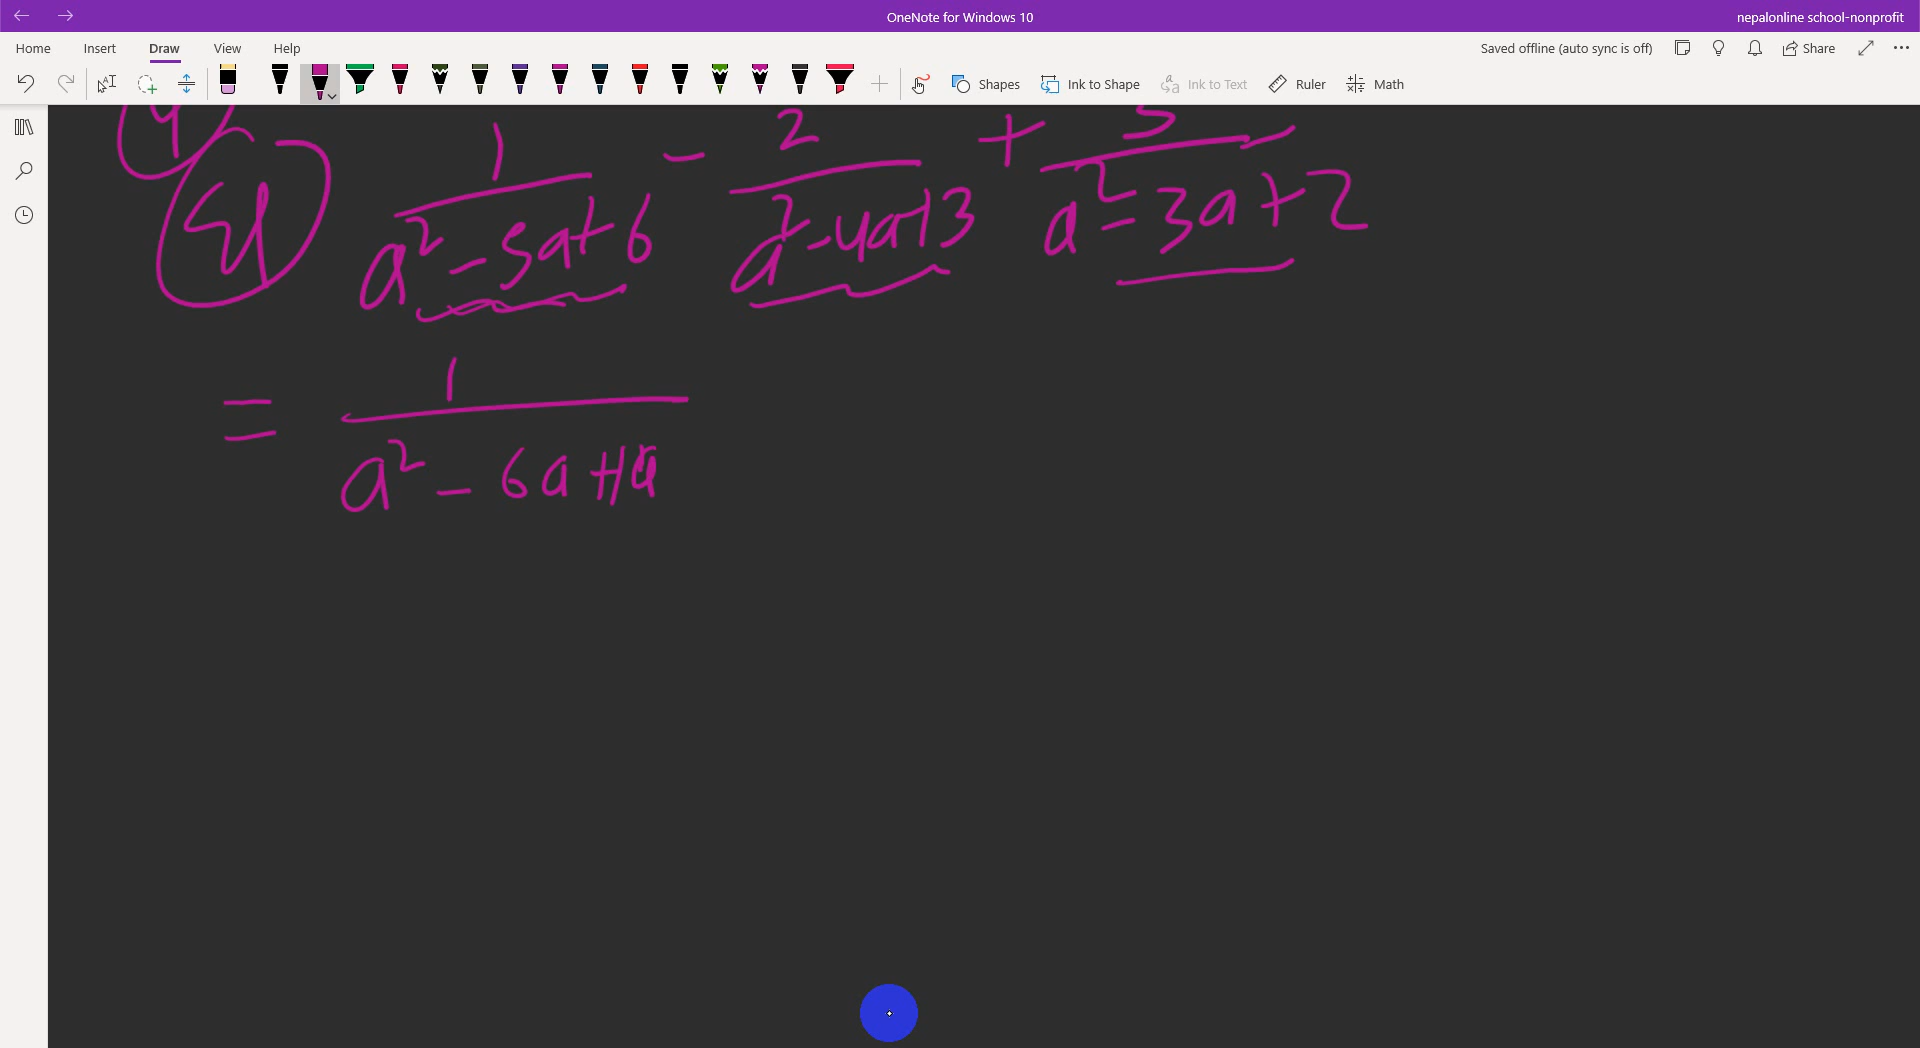 OneNote for Windows 10
nepalonline school-nonprofit
Home Insert Draw View Help
Saved offline (auto sync is off)
Share
Shapes Ink to Shape Ink to Text Ruler Math
1 2
— - — + —
a² - 5a + 6 a² - 4a + 3 a² - 3a + 2
1
= —
a² - 6a + 1a